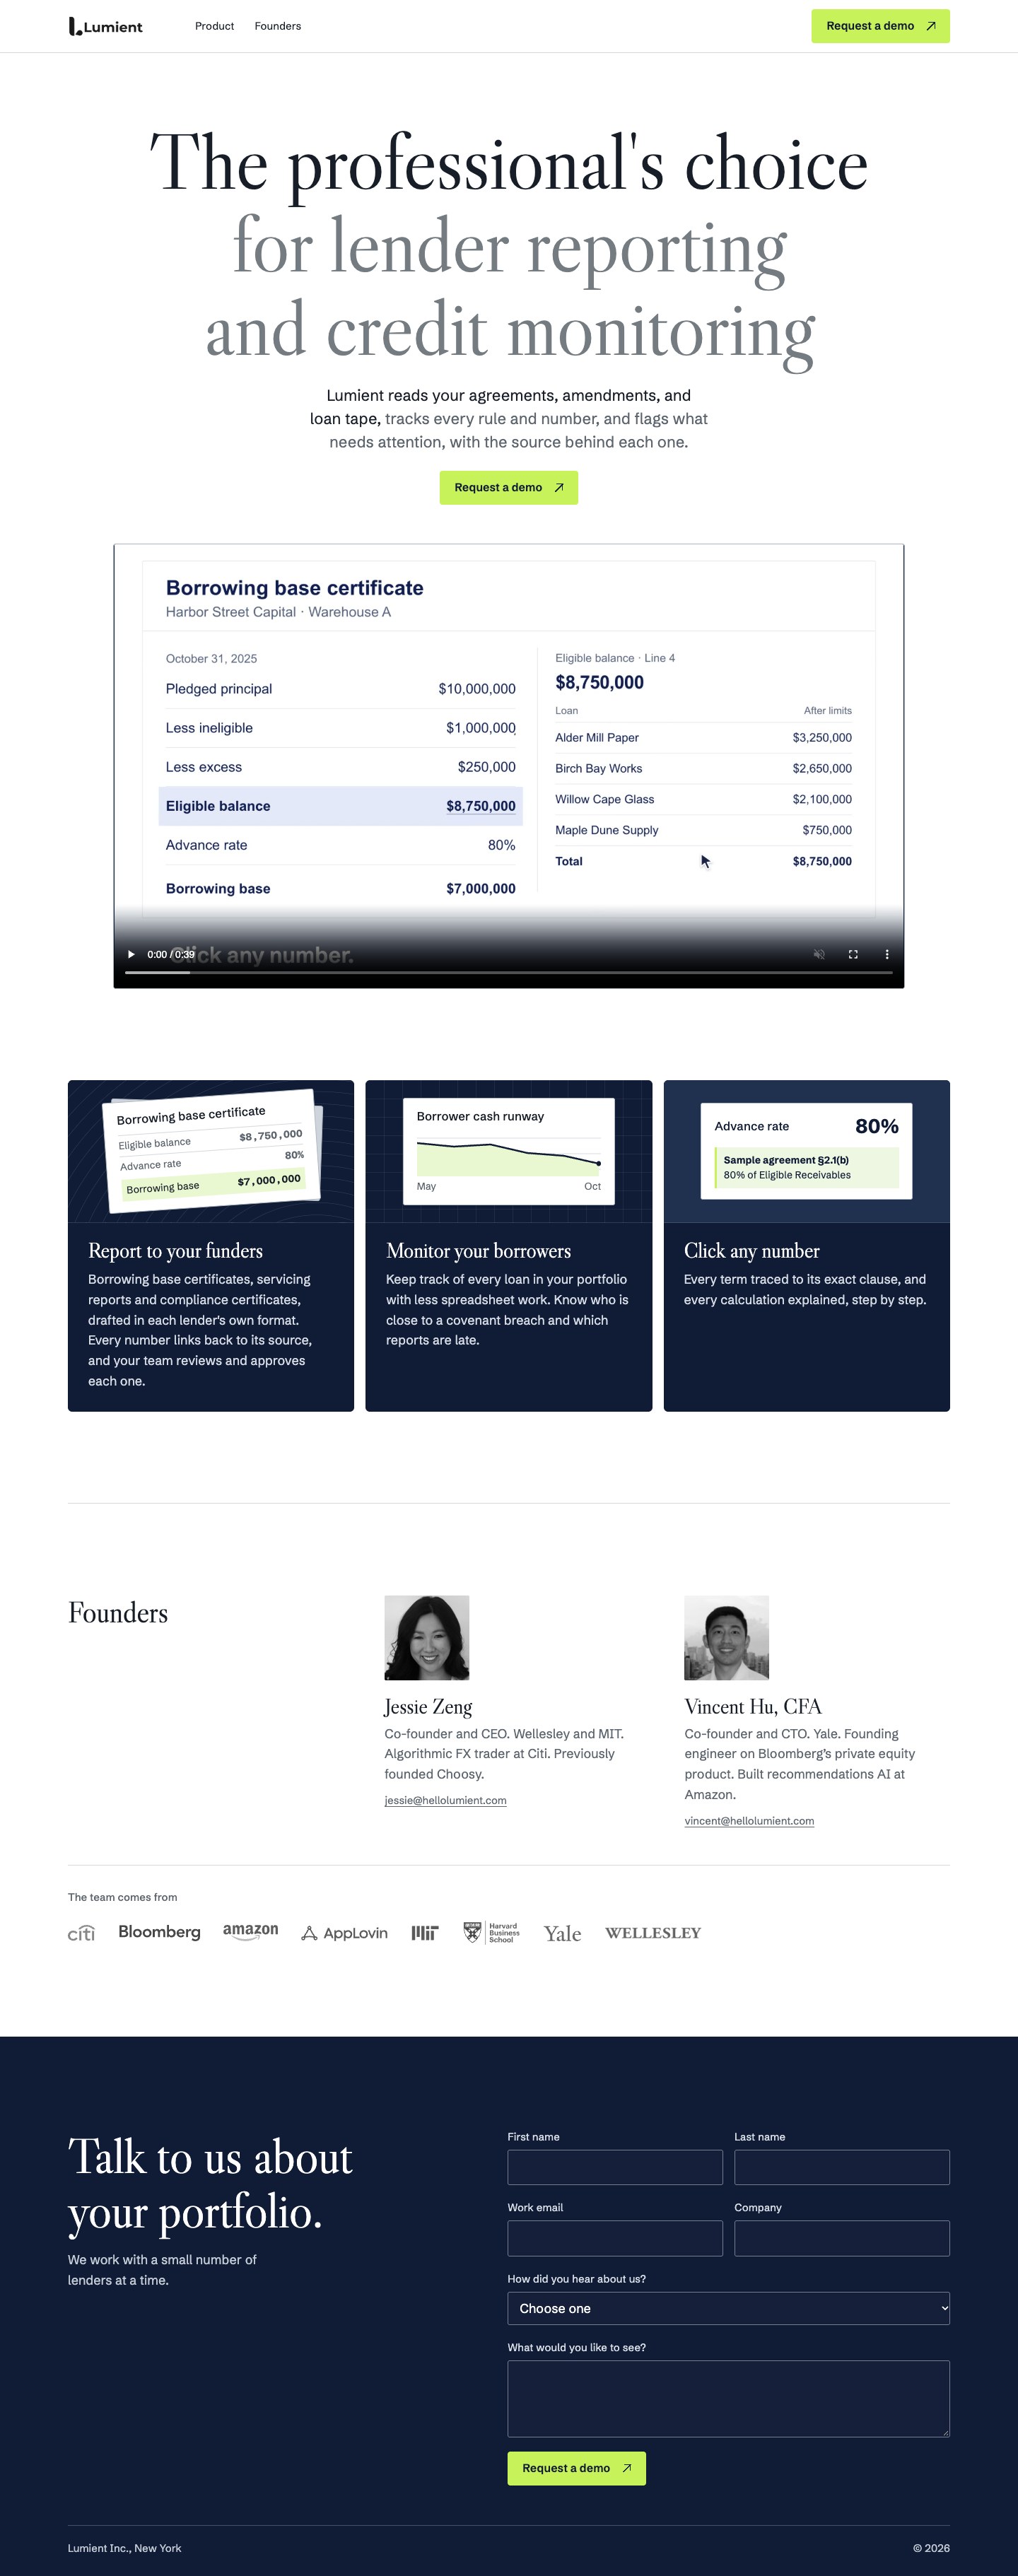 Lumient
Product
Founders
Request a demo
The professional's choice
for lender reporting
and credit monitoring
Lumient reads your agreements, amendments, and
loan tape, tracks every rule and number, and flags what
needs attention, with the source behind each one.
Request a demo
Borrowing base certificate
Harbor Street Capital · Warehouse A
October 31, 2025
Pledged principal $10,000,000
Less ineligible $1,000,000
Less excess $250,000
Eligible balance $8,750,000
Advance rate 80%
Borrowing base $7,000,000
Eligible balance · Line 4
$8,750,000
Loan After limits
Alder Mill Paper $3,250,000
Birch Bay Works $2,650,000
Willow Cape Glass $2,100,000
Maple Dune Supply $750,000
Total $8,750,000
Click any number.
0:00 / 0:39
Borrowing base certificate
Eligible balance $8,750,000
Advance rate 80%
Borrowing base $7,000,000
Report to your funders
Borrowing base certificates, servicing
reports and compliance certificates,
drafted in each lender's own format.
Every number links back to its source,
and your team reviews and approves
each one.
Borrower cash runway
May Oct
Monitor your borrowers
Keep track of every loan in your portfolio
with less spreadsheet work. Know who is
close to a covenant breach and which
reports are late.
Advance rate 80%
Sample agreement §2.1(b)
80% of Eligible Receivables
Click any number
Every term traced to its exact clause, and
every calculation explained, step by step.
Founders
Jessie Zeng
Co-founder and CEO. Wellesley and MIT.
Algorithmic FX trader at Citi. Previously
founded Choosy.
jessie@hellolumient.com
Vincent Hu, CFA
Co-founder and CTO. Yale. Founding
engineer on Bloomberg’s private equity
product. Built recommendations AI at
Amazon.
vincent@hellolumient.com
The team comes from
citi
Bloomberg
amazon
AppLovin
MIT
Harvard
Business
School
Yale
WELLESLEY
Talk to us about
your portfolio.
We work with a small number of
lenders at a time.
First name
Last name
Work email
Company
How did you hear about us?
Choose one
What would you like to see?
Request a demo
Lumient Inc., New York
© 2026